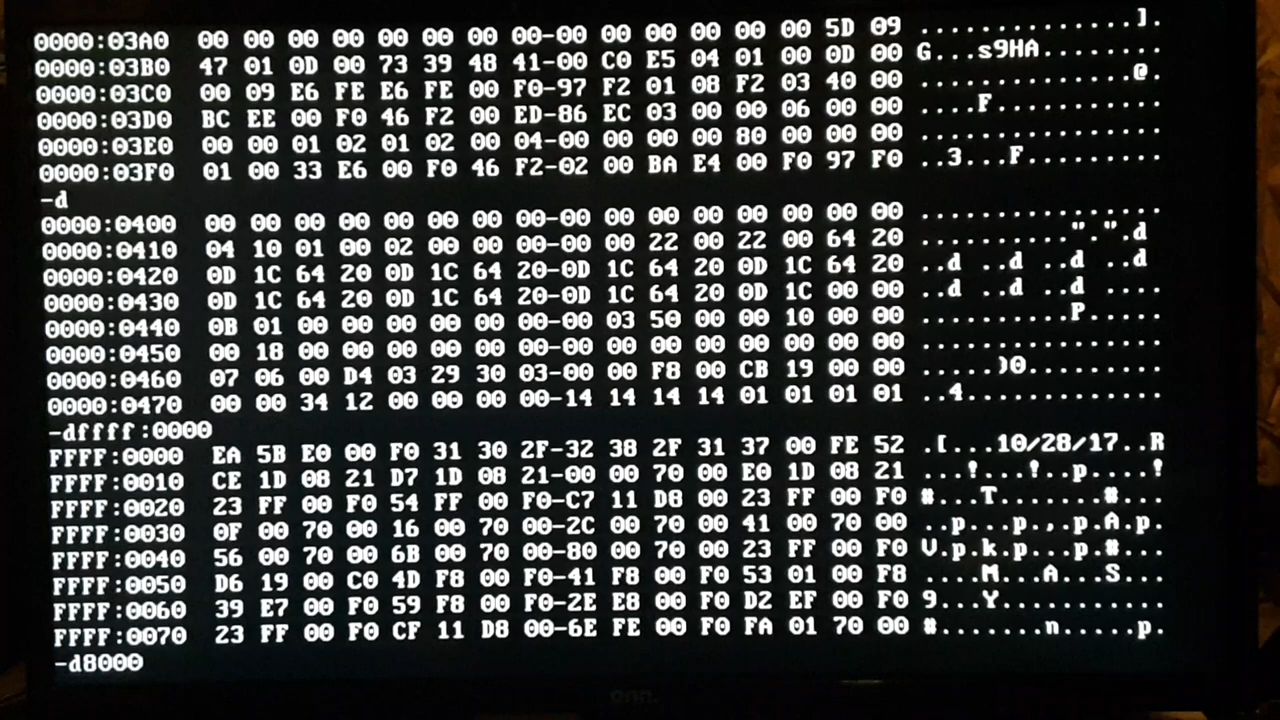 0000:03A0 00 00 00 00 00 00 00 00-00 00 00 00 00 00 5D 09 ..............].
0000:03B0 47 01 0D 00 73 39 48 41-00 C0 E5 04 01 00 0D 00 G...s9HA........
0000:03C0 00 09 E6 FE E6 FE 00 F0-97 F2 01 08 F2 03 40 00 ..............@.
0000:03D0 BC EE 00 F0 46 F2 00 ED-86 EC 03 00 00 06 00 00 ....F...........
0000:03E0 00 00 01 02 01 02 00 04-00 00 00 00 80 00 00 00 ................
0000:03F0 01 00 33 E6 00 F0 46 F2-02 00 BA E4 00 F0 97 F0 ..3...F.........
-d
0000:0400 00 00 00 00 00 00 00 00-00 00 00 00 00 00 00 00 ................
0000:0410 04 10 01 00 02 00 00 00-00 00 22 00 22 00 64 20 ..........".".d
0000:0420 0D 1C 64 20 0D 1C 64 20-0D 1C 64 20 0D 1C 64 20 ..d ..d ..d ..d
0000:0430 0D 1C 64 20 0D 1C 64 20-0D 1C 64 20 0D 1C 00 00 ..d ..d ..d ....
0000:0440 0B 01 00 00 00 00 00 00-00 03 50 00 00 10 00 00 ..........P.....
0000:0450 00 18 00 00 00 00 00 00-00 00 00 00 00 00 00 00 ................
0000:0460 07 06 00 D4 03 29 30 03-00 00 F8 00 CB 19 00 00 .....)0.........
0000:0470 00 00 34 12 00 00 00 00-14 14 14 14 01 01 01 01 ..4.............
-dffff:0000
FFFF:0000 EA 5B E0 00 F0 31 30 2F-32 38 2F 31 37 00 FE 52 .[...10/28/17..R
FFFF:0010 CE 1D 08 21 D7 1D 08 21-00 00 70 00 E0 1D 08 21 ...!...!..p....!
FFFF:0020 23 FF 00 F0 54 FF 00 F0-C7 11 D8 00 23 FF 00 F0 #...T.......#...
FFFF:0030 0F 00 70 00 16 00 70 00-2C 00 70 00 41 00 70 00 ..p...p.,.p.A.p.
FFFF:0040 56 00 70 00 6B 00 70 00-80 00 70 00 23 FF 00 F0 V.p.k.p...p.#...
FFFF:0050 D6 19 00 C0 4D F8 00 F0-41 F8 00 F0 53 01 00 F8 ....M...A...S...
FFFF:0060 39 E7 00 F0 59 F8 00 F0-2E E8 00 F0 D2 EF 00 F0 9...Y...........
FFFF:0070 23 FF 00 F0 CF 11 D8 00-6E FE 00 F0 FA 01 70 00 #.......n.....p.
-d8000
onn.